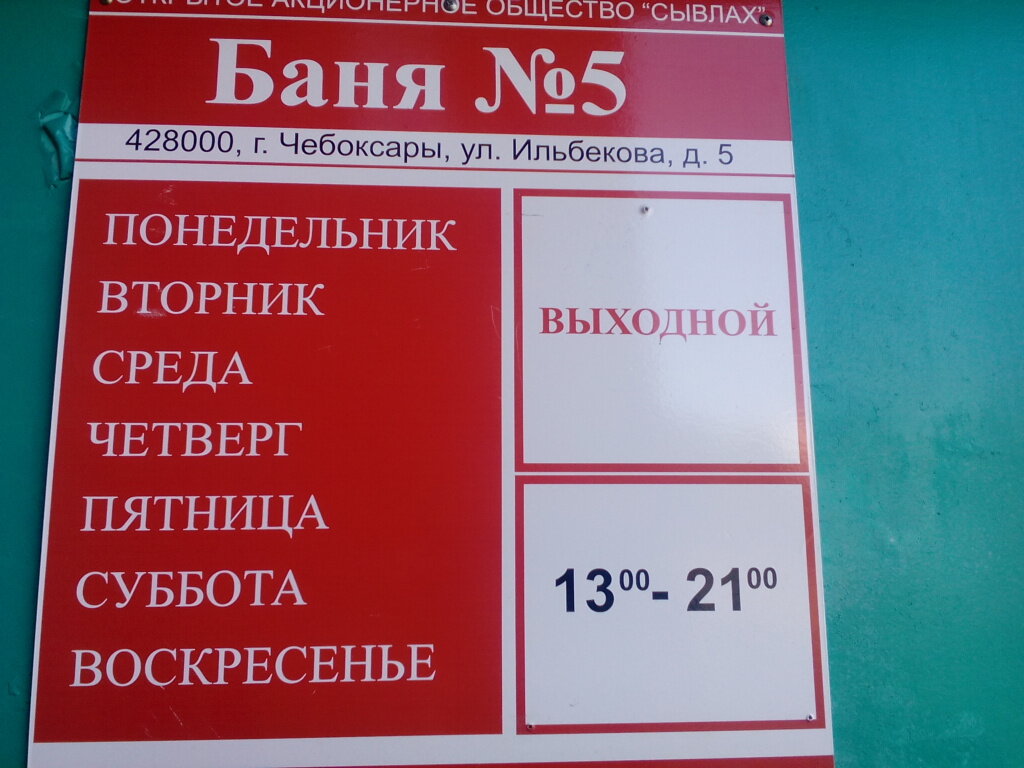 ОТКРЫТОЕ АКЦИОНЕРНОЕ ОБЩЕСТВО "СЫВЛАХ"
Баня №5
428000, г. Чебоксары, ул. Ильбекова, д. 5
ПОНЕДЕЛЬНИК
ВТОРНИК
СРЕДА
ЧЕТВЕРГ
ПЯТНИЦА
СУББОТА
ВОСКРЕСЕНЬЕ
ВЫХОДНОЙ
13⁰⁰- 21⁰⁰